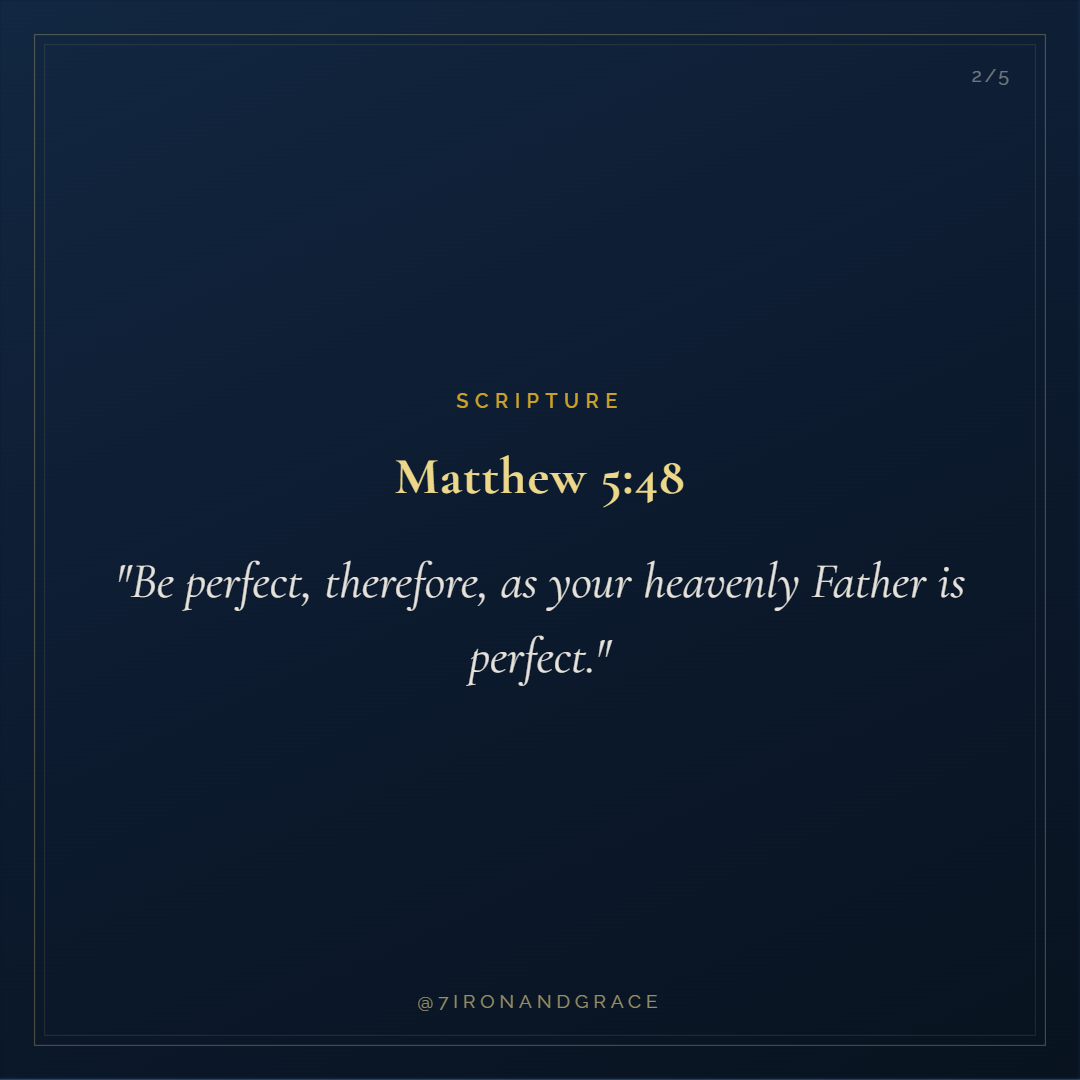 2/5
SCRIPTURE
Matthew 5:48
"Be perfect, therefore, as your heavenly Father is
perfect."
@7IRONANDGRACE